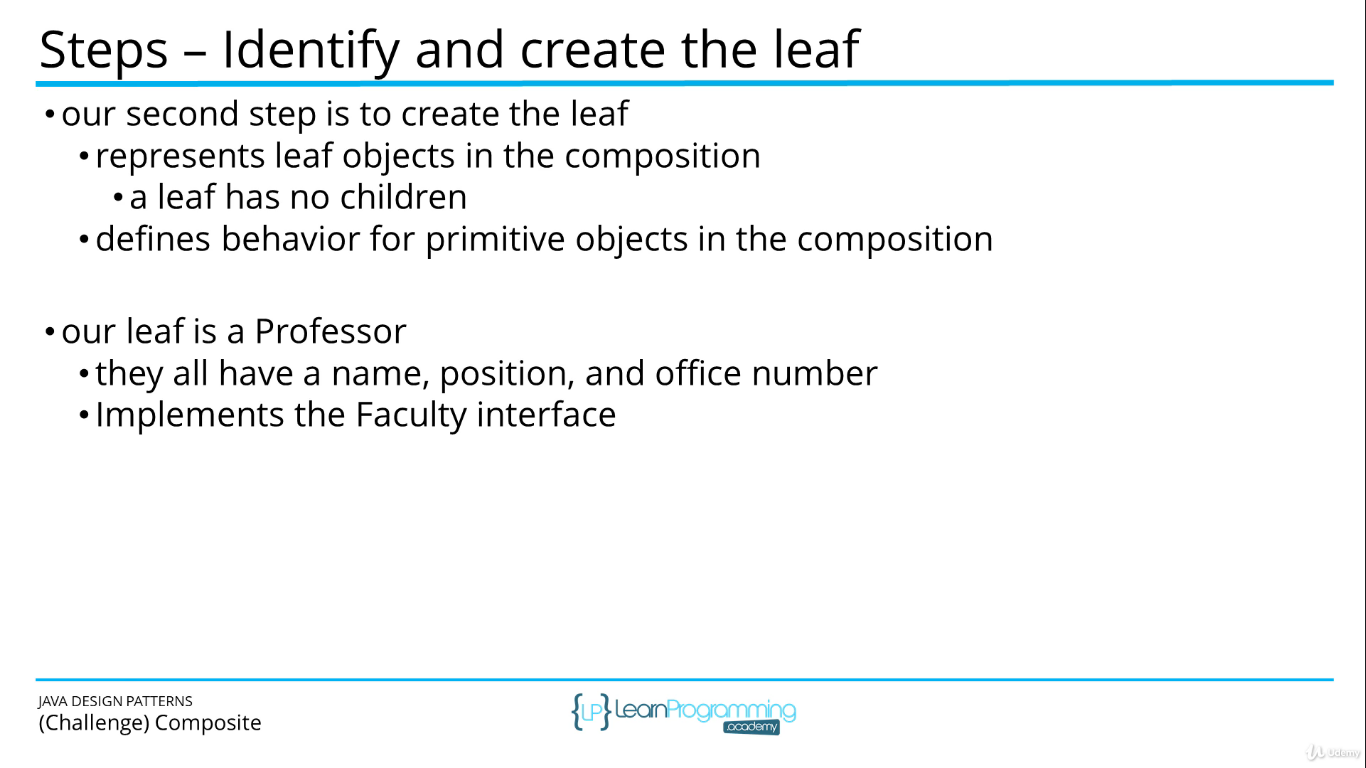 Steps – Identify and create the leaf
• our second step is to create the leaf
• represents leaf objects in the composition
• a leaf has no children
• defines behavior for primitive objects in the composition
• our leaf is a Professor
• they all have a name, position, and office number
• Implements the Faculty interface
JAVA DESIGN PATTERNS
(Challenge) Composite
{LP} LearnProgramming
.academy
Udemy